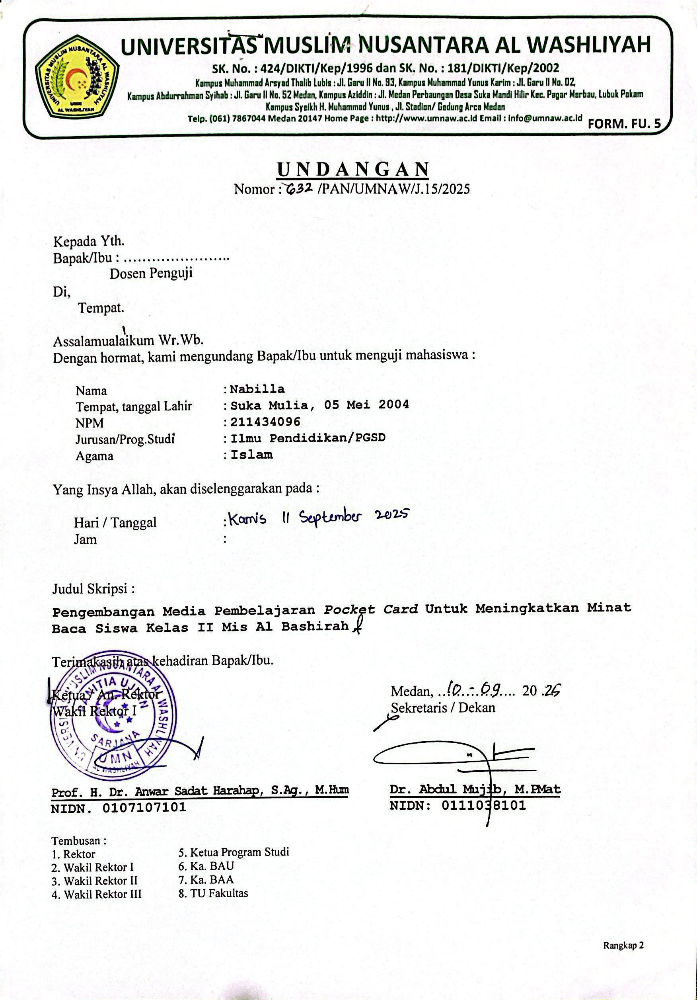 UNIVERSITAS MUSLIM NUSANTARA AL WASHLIYAH
SK. No. : 424/DIKTI/Kep/1996 dan SK. No. : 181/DIKTI/Kep/2002
Kampus Muhammad Arsyad Thalib Lubis : Jl. Garu II No. 93, Kampus Muhammad Yunus Karim : Jl. Garu II No. 02,
Kampus Abdurrahman Syihab : Jl. Garu II No. 52 Medan, Kampus Aziddin : Jl. Medan Perbaungan Desa Suka Mandi Hilir Kec. Pagar Merbau, Lubuk Pakam
Kampus Syeikh H. Muhammad Yunus , Jl. Stadion/ Gedung Arca Medan
Telp. (061) 7867044 Medan 20147 Home Page : http://www.umnaw.ac.id Email : info@umnaw.ac.id
FORM. FU. 5
UNIVERSITAS MUSLIM NUSANTARA AL WASHLIYAH
UMN
AL WASHLIYAH
UNDANGAN
Nomor : 632 /PAN/UMNAW/J.15/2025
Kepada Yth.
Bapak/Ibu : .......................
Dosen Penguji
Di,
Tempat.
Assalamualaikum Wr.Wb.
Dengan hormat, kami mengundang Bapak/Ibu untuk menguji mahasiswa :
Nama : Nabilla
Tempat, tanggal Lahir : Suka Mulia, 05 Mei 2004
NPM : 211434096
Jurusan/Prog.Studi : Ilmu Pendidikan/PGSD
Agama : Islam
Yang Insya Allah, akan diselenggarakan pada :
Hari / Tanggal : Kamis 11 September 2025
Jam :
Judul Skripsi :
Pengembangan Media Pembelajaran Pocket Card Untuk Meningkatkan Minat
Baca Siswa Kelas II Mis Al Bashirah
Terimakasih atas kehadiran Bapak/Ibu.
Ketua / An. Rektor
Wakil Rektor I
UNIVERSITAS MUSLIM NUSANTARA AL WASHLIYAH
PANITIA UJIAN
SARJANA
UMN
AL WASHLIYAH
Medan, ..10..-.09.... 20 .25
Sekretaris / Dekan
Prof. H. Dr. Anwar Sadat Harahap, S.Ag., M.Hum
NIDN. 0107107101
Dr. Abdul Mujib, M.PMat
NIDN: 0111038101
Tembusan :
1. Rektor
2. Wakil Rektor I
3. Wakil Rektor II
4. Wakil Rektor III
5. Ketua Program Studi
6. Ka. BAU
7. Ka. BAA
8. TU Fakultas
Rangkap 2